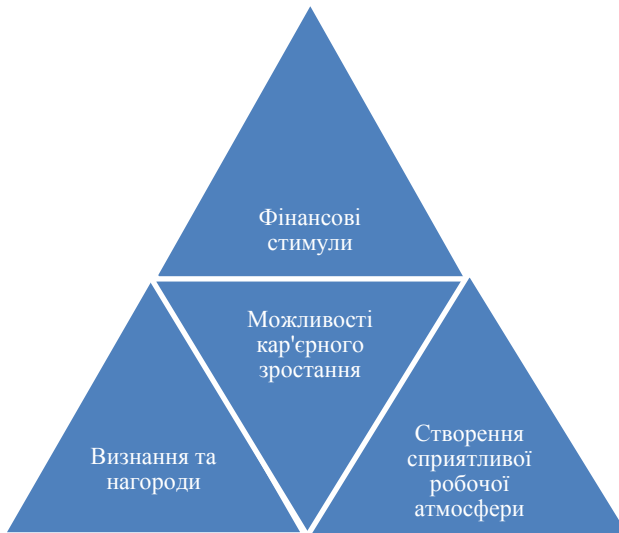 Фінансові
стимули
Можливості
кар'єрного
зростання
Визнання та
нагороди
Створення
сприятливої
робочої
атмосфери